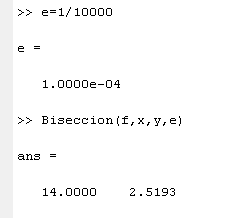 >> e=1/10000
e =
1.0000e-04
>> Biseccion(f,x,y,e)
ans =
14.0000 2.5193